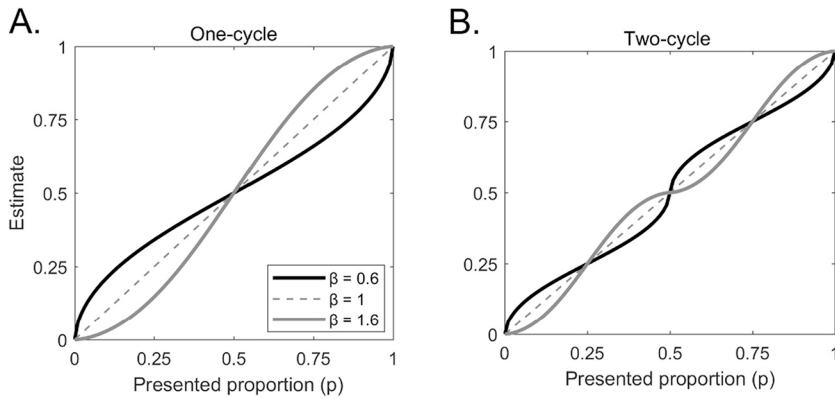 A.
One-cycle
1
0.75
0.5
0.25
0
Estimate
0
0.25
0.5
0.75
1
Presented proportion (p)
β = 0.6
β = 1
β = 1.6
B.
Two-cycle
1
0.75
0.5
0.25
0
0
0.25
0.5
0.75
1
Presented proportion (p)